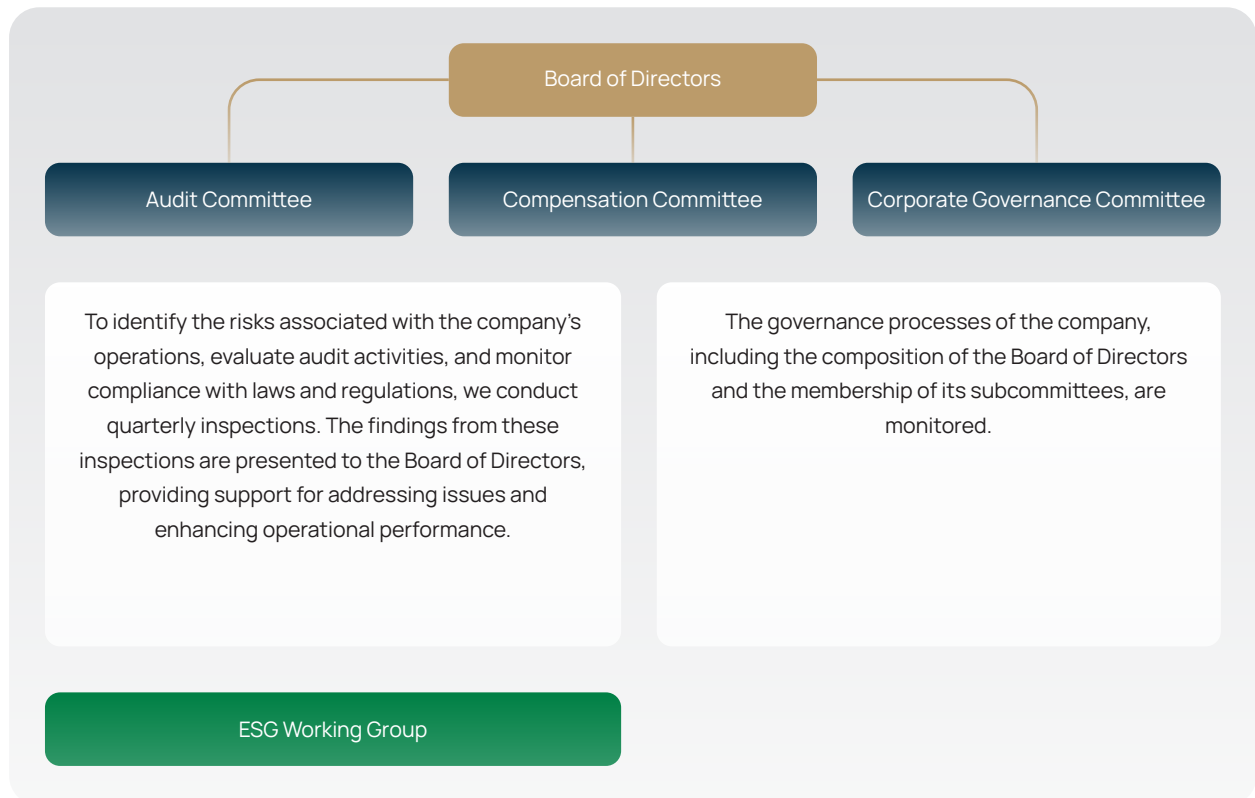 Board of Directors
Audit Committee
Compensation Committee
Corporate Governance Committee
To identify the risks associated with the company's
operations, evaluate audit activities, and monitor
compliance with laws and regulations, we conduct
quarterly inspections. The findings from these
inspections are presented to the Board of Directors,
providing support for addressing issues and
enhancing operational performance.
The governance processes of the company,
including the composition of the Board of Directors
and the membership of its subcommittees, are
monitored.
ESG Working Group